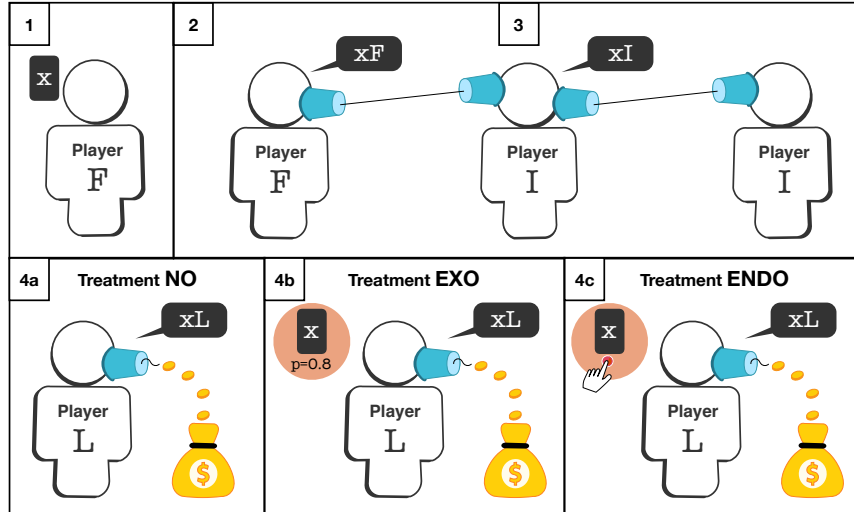 1
2
3
x
xF
xI
Player
F
Player
F
Player
I
Player
I
4a
Treatment NO
4b
Treatment EXO
4c
Treatment ENDO
xL
x
p=0.8
xL
x
xL
Player
L
Player
L
Player
L
$
$
$